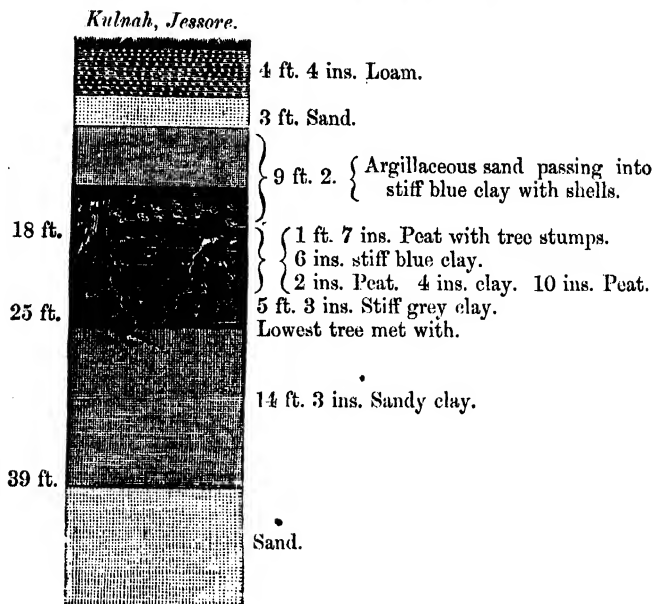 Kulnah, Jessore.
4 ft. 4 ins. Loam.
3 ft. Sand.
9 ft. 2. { Argillaceous sand passing into
stiff blue clay with shells.
18 ft.
1 ft. 7 ins. Peat with tree stumps.
6 ins. stiff blue clay.
2 ins. Peat. 4 ins. clay. 10 ins. Peat.
5 ft. 3 ins. Stiff grey clay.
25 ft.
Lowest tree met with.
14 ft. 3 ins. Sandy clay.
39 ft.
Sand.